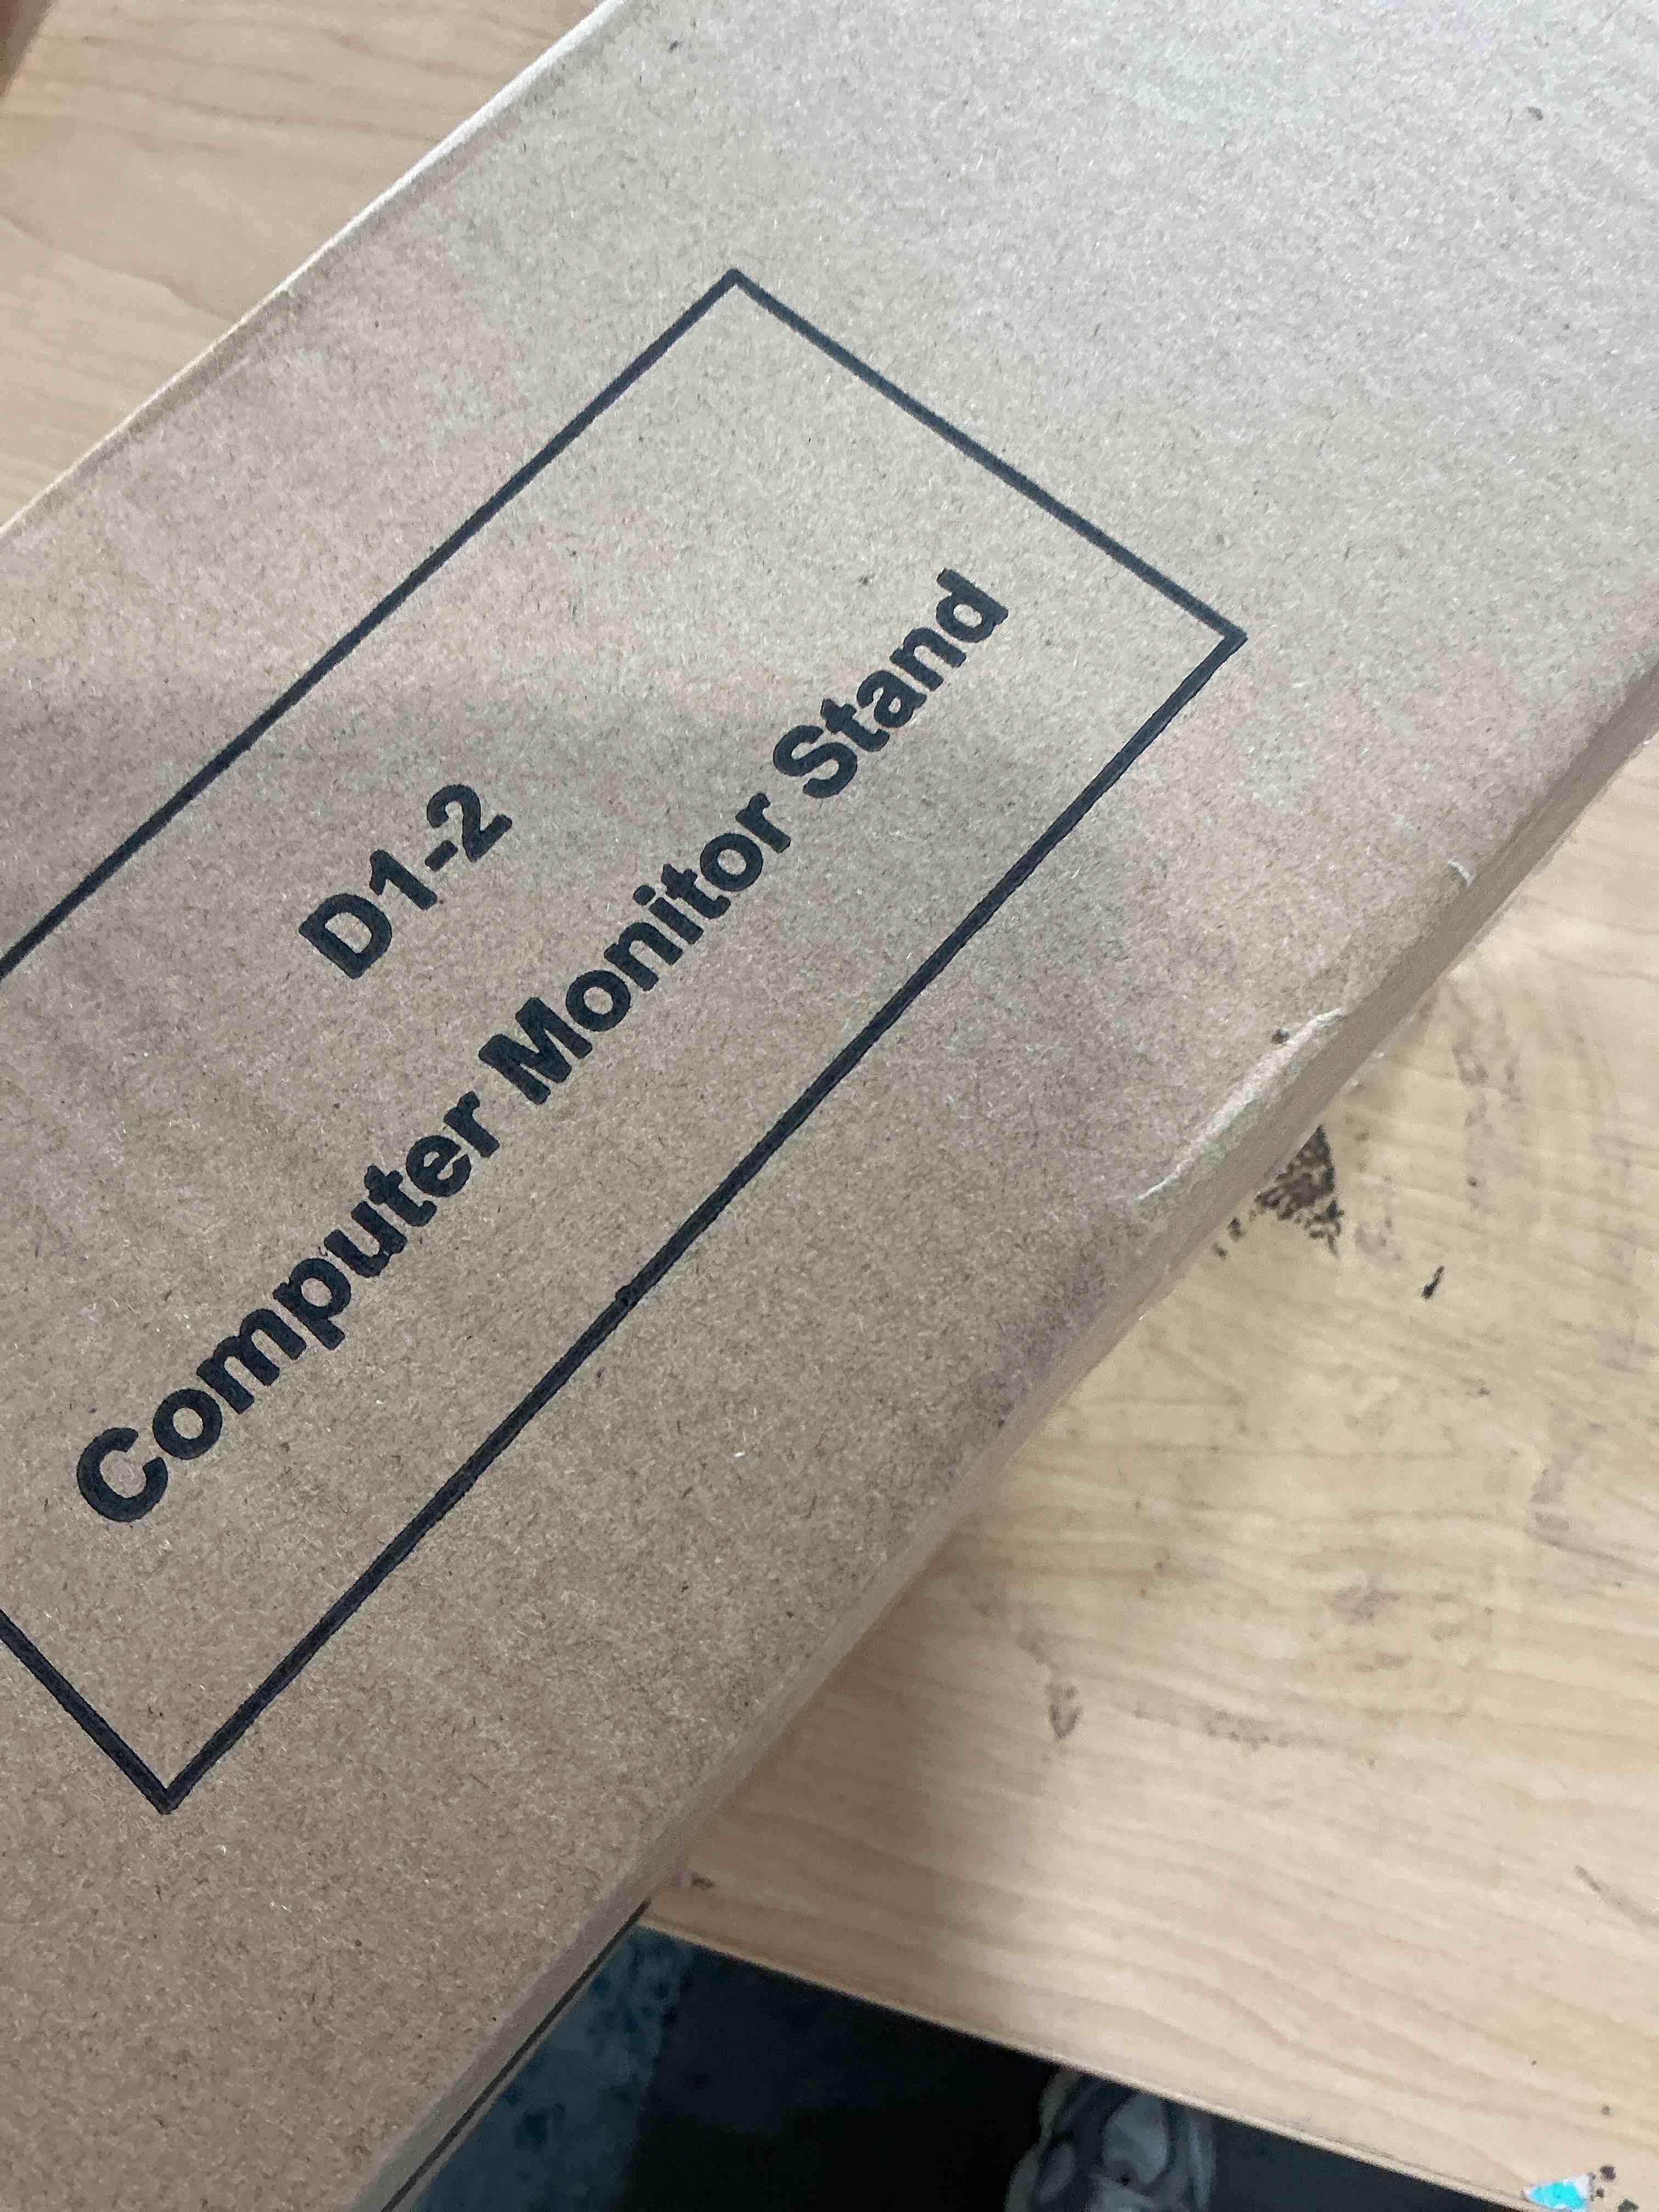 D1-2
Computer Monitor Stand